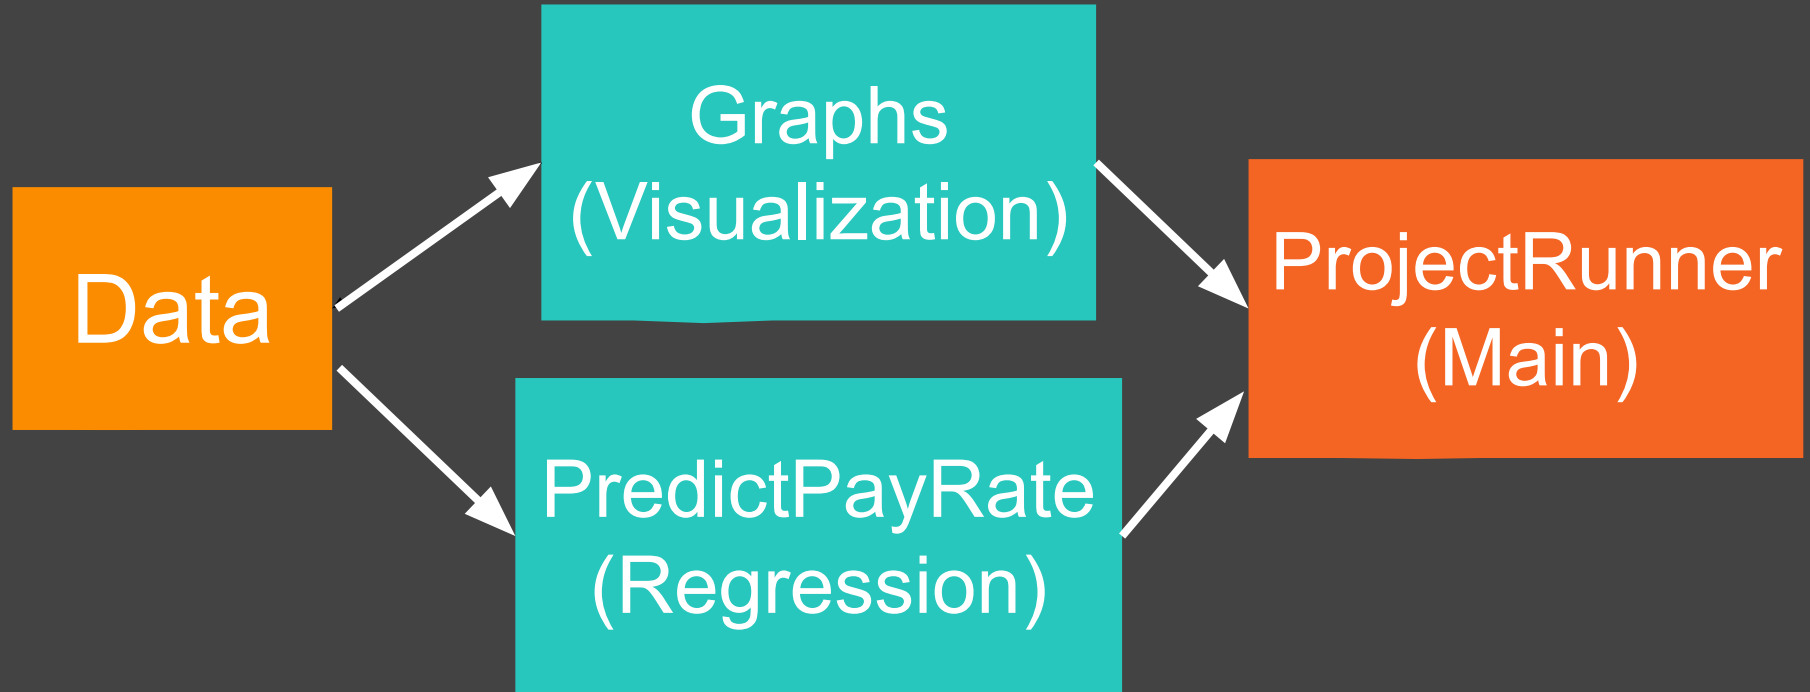 Data
Graphs
(Visualization)
PredictPayRate
(Regression)
ProjectRunner
(Main)